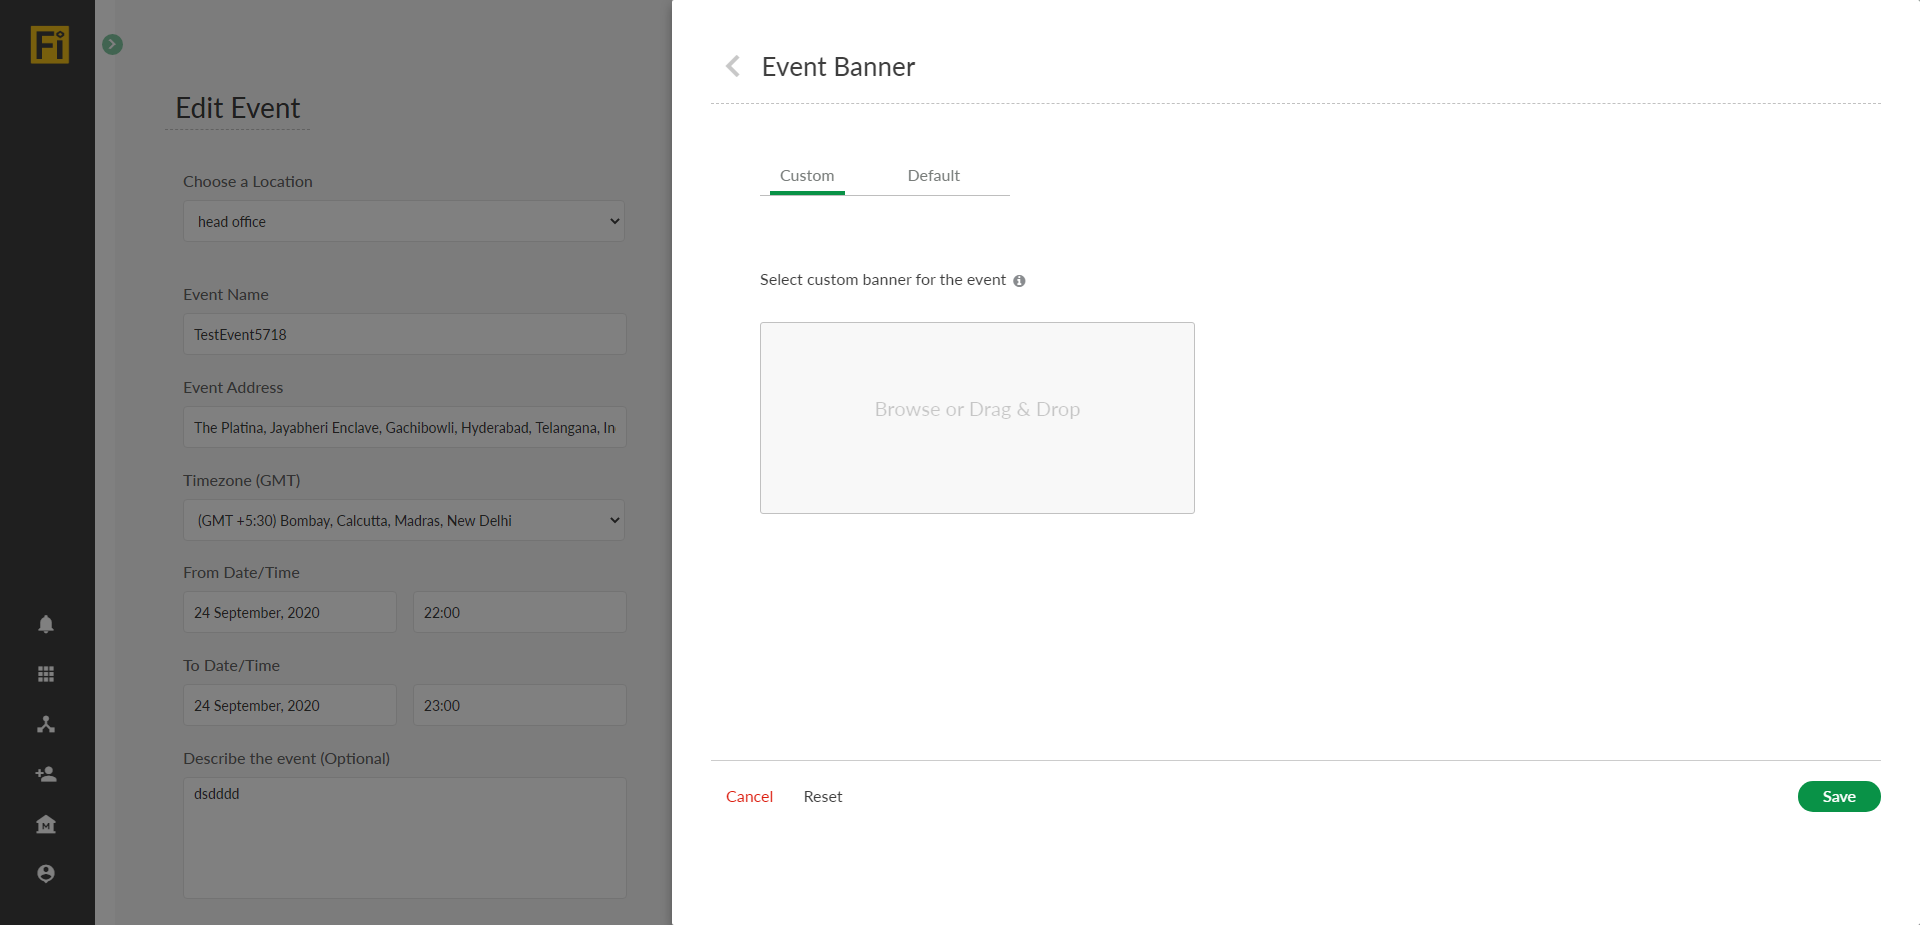 Fi
Edit Event
Choose a Location
head office
Event Name
TestEvent5718
Event Address
The Platina, Jayabheri Enclave, Gachibowli, Hyderabad, Telangana, In
Timezone (GMT)
(GMT +5:30) Bombay, Calcutta, Madras, New Delhi
From Date/Time
24 September, 2020 22:00
To Date/Time
24 September, 2020 23:00
Describe the event (Optional)
dsdddd
Event Banner
Custom Default
Select custom banner for the event
Browse or Drag & Drop
Cancel Reset Save
M